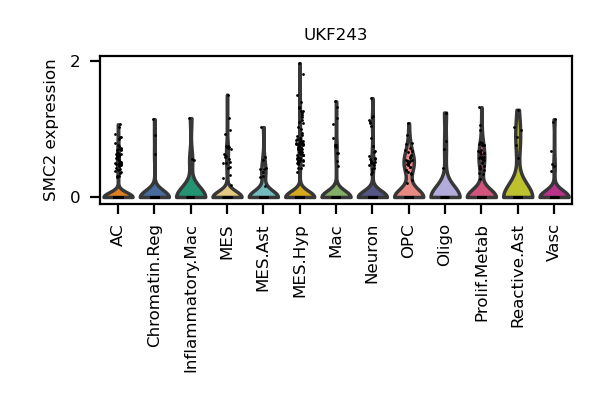 UKF243
SMC2 expression
2
0
AC
Chromatin.Reg
Inflammatory.Mac
MES
MES.Ast
MES.Hyp
Mac
Neuron
OPC
Oligo
Prolif.Metab
Reactive.Ast
Vasc